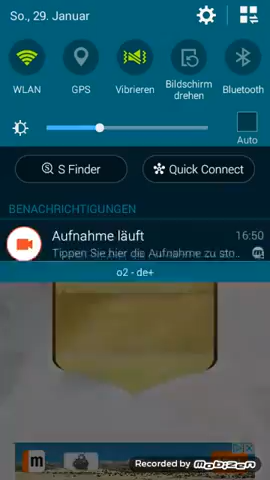 So., 29. Januar
WLAN
GPS
Vibrieren
Bildschirm
drehen
Bluetooth
Auto
S Finder
Quick Connect
BENACHRICHTIGUNGEN
Aufnahme läuft
16:50
Tippen Sie hier die Aufnahme zu sto..
o2 - de+
m
Recorded by Mobizen